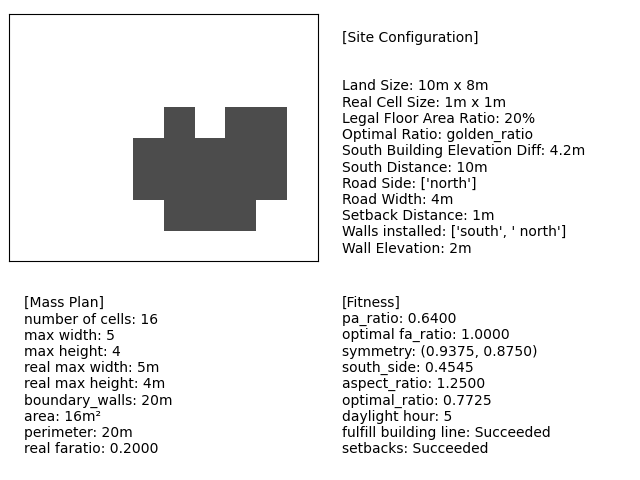 [Site Configuration]
Land Size: 10m x 8m
Real Cell Size: 1m x 1m
Legal Floor Area Ratio: 20%
Optimal Ratio: golden_ratio
South Building Elevation Diff: 4.2m
South Distance: 10m
Road Side: ['north']
Road Width: 4m
Setback Distance: 1m
Walls installed: ['south', ' north']
Wall Elevation: 2m
[Mass Plan]
number of cells: 16
max width: 5
max height: 4
real max width: 5m
real max height: 4m
boundary_walls: 20m
area: 16m²
perimeter: 20m
real faratio: 0.2000
[Fitness]
pa_ratio: 0.6400
optimal fa_ratio: 1.0000
symmetry: (0.9375, 0.8750)
south_side: 0.4545
aspect_ratio: 1.2500
optimal_ratio: 0.7725
daylight hour: 5
fulfill building line: Succeeded
setbacks: Succeeded